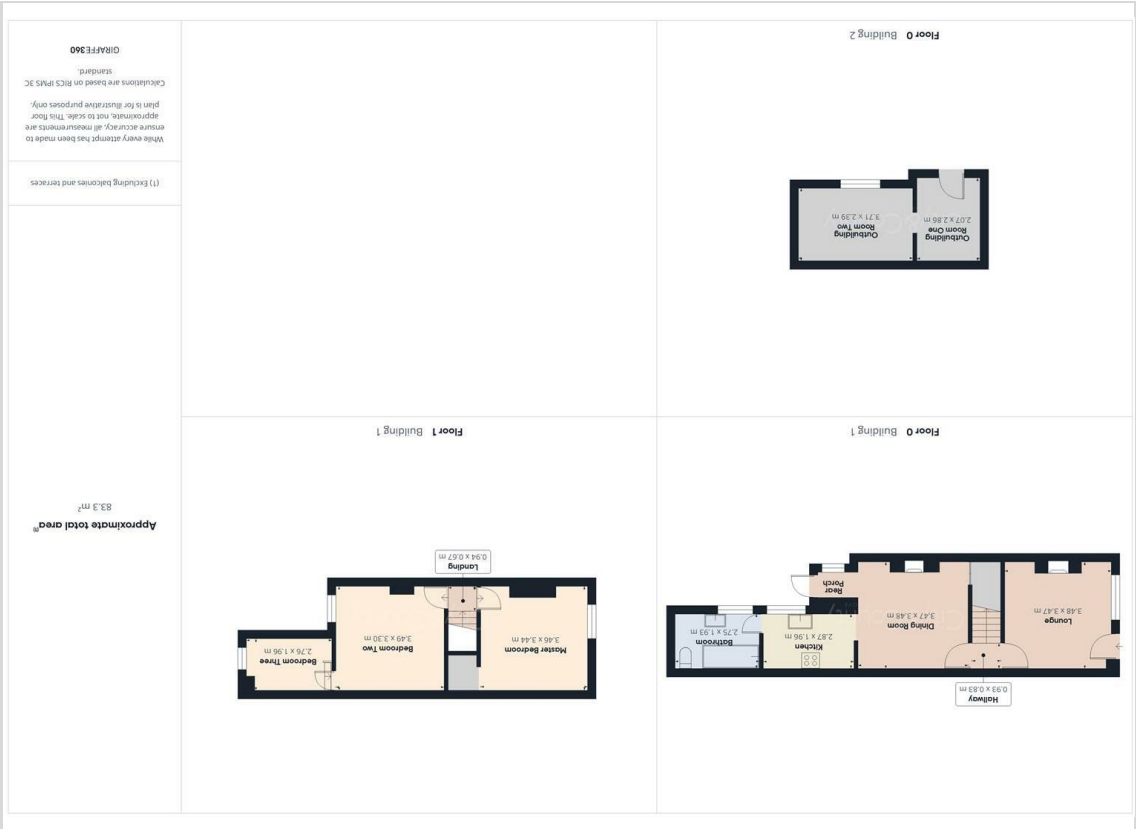 Hallway
0.93 x 0.83 m
Lounge
3.48 x 3.47 m
Dining Room
3.47 x 3.48 m
Kitchen
2.87 x 1.96 m
Bathroom
2.75 x 1.93 m
Rear
Porch
Floor 0 Building 1
Master Bedroom
3.46 x 3.44 m
Bedroom Two
3.49 x 3.30 m
Bedroom Three
2.76 x 1.96 m
Landing
0.94 x 0.67 m
Floor 1 Building 1
Outbuilding
Room One
2.07 x 2.86 m
Outbuilding
Room Two
3.71 x 2.39 m
Floor 0 Building 2
Approximate total area(1)
83.3 m²
(1) Excluding balconies and terraces
While every attempt has been made to
ensure accuracy, all measurements are
approximate, not to scale. This floor
plan is for illustrative purposes only.
Calculations are based on RICS IPMS 3C
standard.
GIRAFFE360